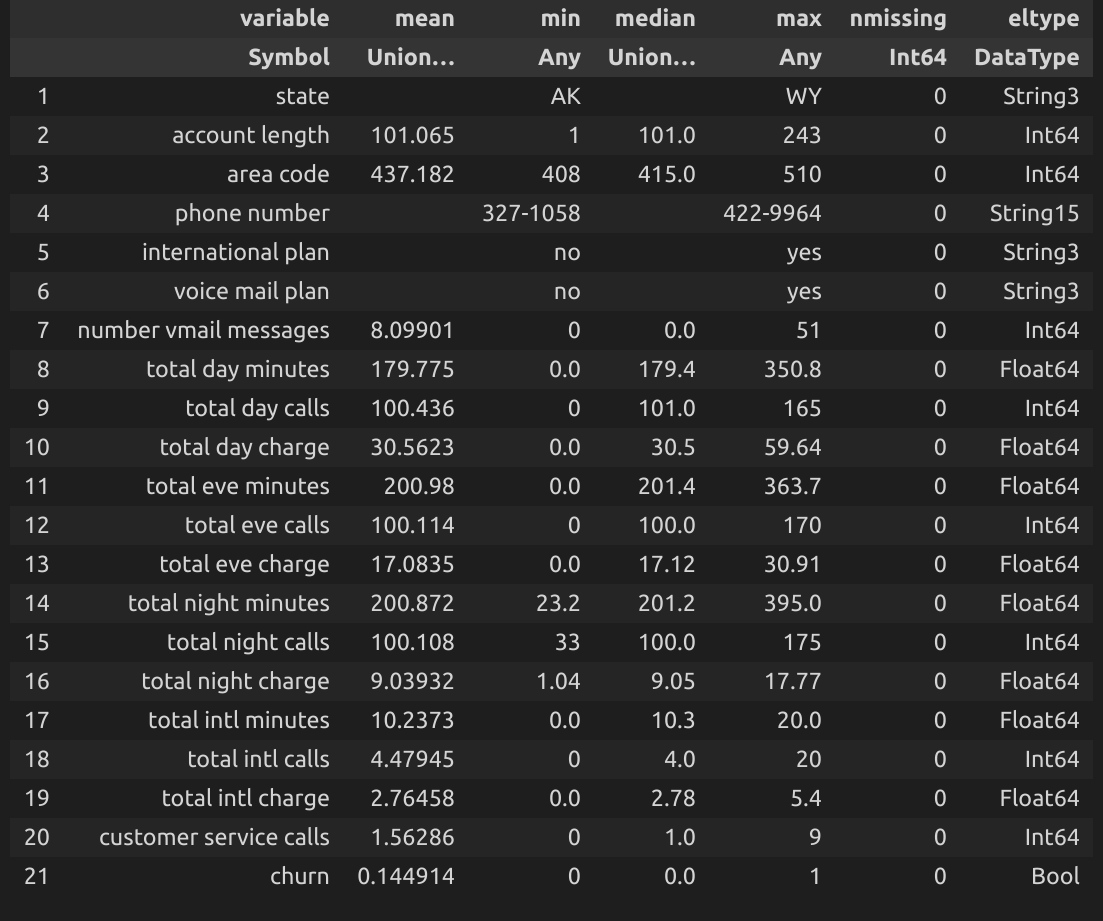 variable mean min median max nmissing eltype
Symbol Union… Any Union… Any Int64 DataType
1 state AK WY 0 String3
2 account length 101.065 1 101.0 243 0 Int64
3 area code 437.182 408 415.0 510 0 Int64
4 phone number 327-1058 422-9964 0 String15
5 international plan no yes 0 String3
6 voice mail plan no yes 0 String3
7 number vmail messages 8.09901 0 0.0 51 0 Int64
8 total day minutes 179.775 0.0 179.4 350.8 0 Float64
9 total day calls 100.436 0 101.0 165 0 Int64
10 total day charge 30.5623 0.0 30.5 59.64 0 Float64
11 total eve minutes 200.98 0.0 201.4 363.7 0 Float64
12 total eve calls 100.114 0 100.0 170 0 Int64
13 total eve charge 17.0835 0.0 17.12 30.91 0 Float64
14 total night minutes 200.872 23.2 201.2 395.0 0 Float64
15 total night calls 100.108 33 100.0 175 0 Int64
16 total night charge 9.03932 1.04 9.05 17.77 0 Float64
17 total intl minutes 10.2373 0.0 10.3 20.0 0 Float64
18 total intl calls 4.47945 0 4.0 20 0 Int64
19 total intl charge 2.76458 0.0 2.78 5.4 0 Float64
20 customer service calls 1.56286 0 1.0 9 0 Int64
21 churn 0.144914 0 0.0 1 0 Bool